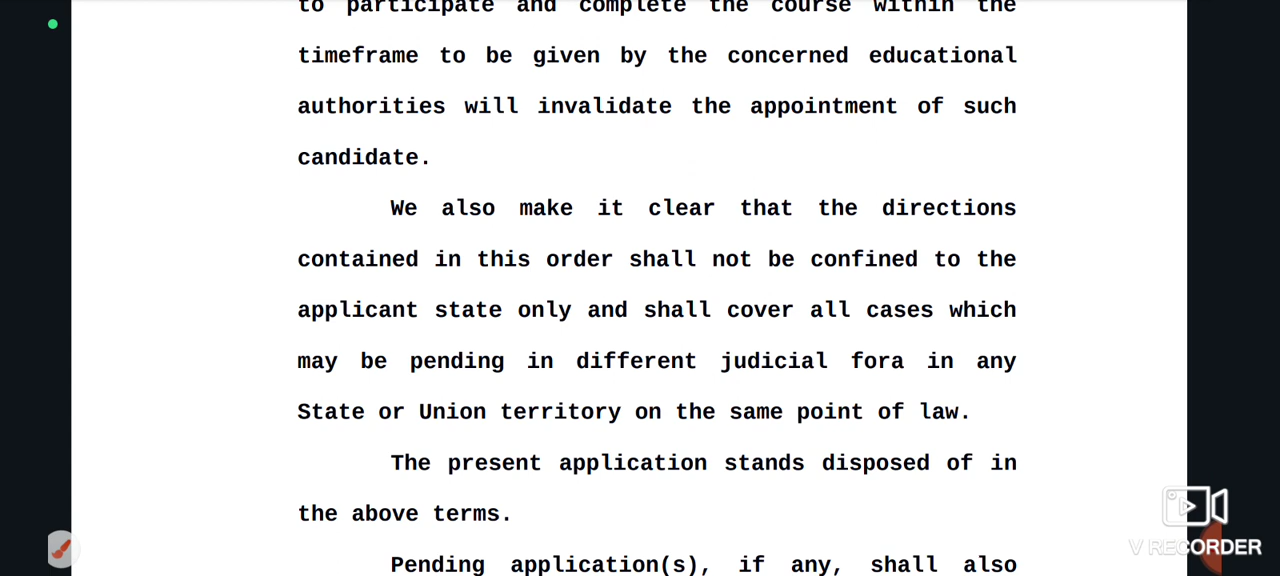 to participate and complete the course within the
timeframe to be given by the concerned educational
authorities will invalidate the appointment of such
candidate.
We also make it clear that the directions
contained in this order shall not be confined to the
applicant state only and shall cover all cases which
may be pending in different judicial fora in any
State or Union territory on the same point of law.
The present application stands disposed of in
the above terms.
Pending application(s), if any, shall also
V RECORDER